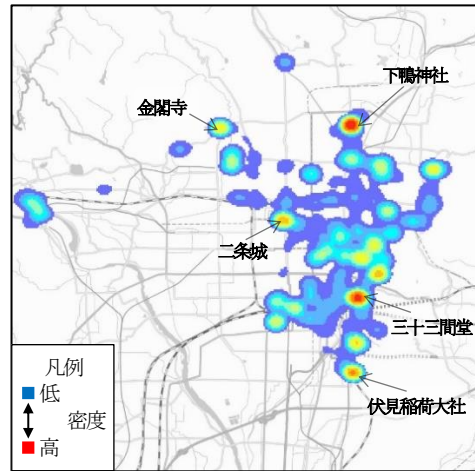 下鴨神社
金閣寺
二条城
三十三間堂
伏見稲荷大社
凡例
低
密度
高